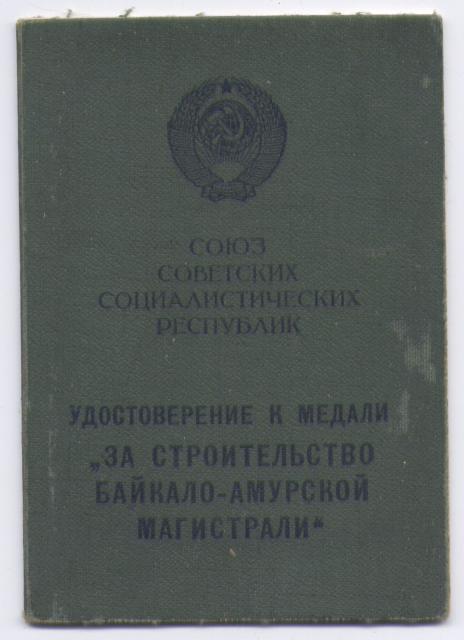 СОЮЗ
СОВЕТСКИХ
СОЦИАЛИСТИЧЕСКИХ
РЕСПУБЛИК
УДОСТОВЕРЕНИЕ К МЕДАЛИ
„ЗА СТРОИТЕЛЬСТВО
БАЙКАЛО-АМУРСКОЙ
МАГИСТРАЛИ“